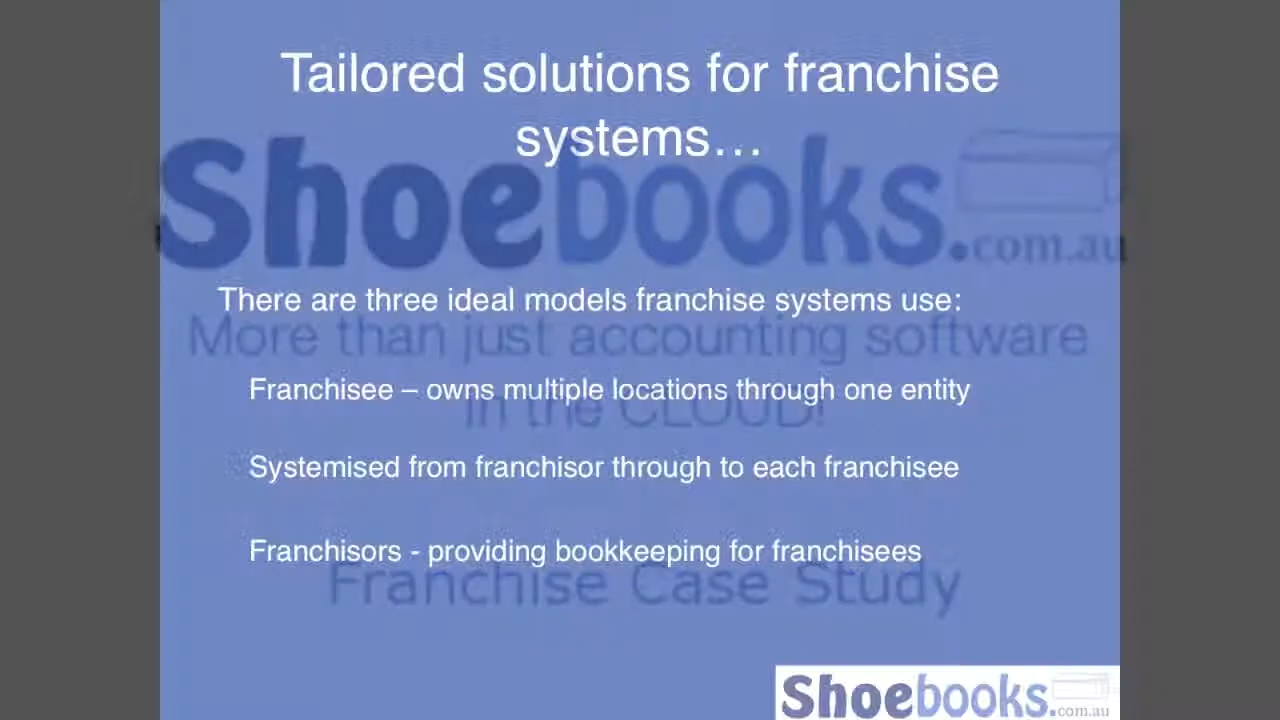 Tailored solutions for franchise
systems…
Shoebooks.com.au
There are three ideal models franchise systems use:
More than just accounting software
Franchisee – owns multiple locations through one entity
in the CLOUD!
Systemised from franchisor through to each franchisee
Franchisors - providing bookkeeping for franchisees
Franchise Case Study
Shoebooks.com.au